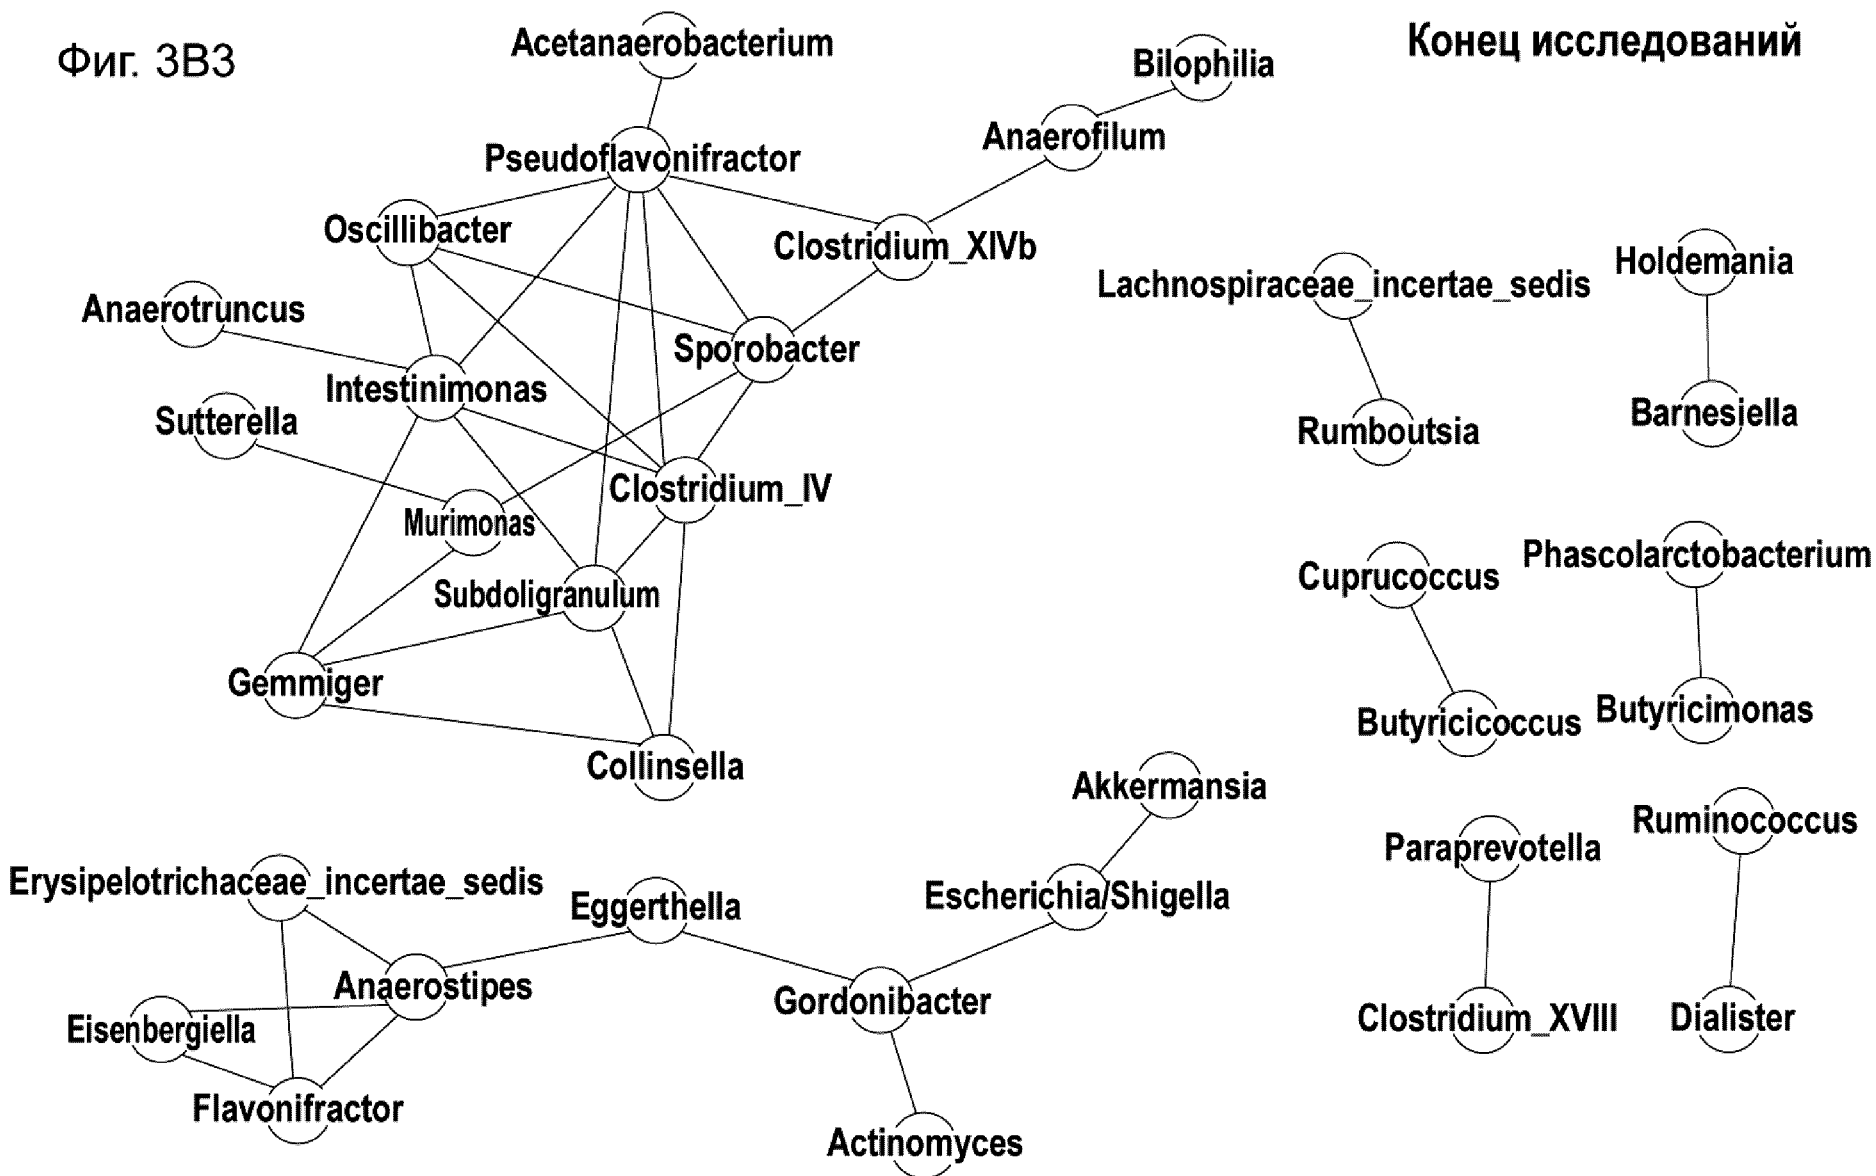 Фиг. 3B3
Конец исследований
Acetanaerobacterium
Bilophilia
Anaerofilum
Pseudoflavonifractor
Oscillibacter
Clostridium_XIVb
Anaerotruncus
Sporobacter
Intestinimonas
Sutterella
Clostridium_IV
Murimonas
Subdoligranulum
Gemmiger
Collinsella
Lachnospiraceae_incertae_sedis
Holdemania
Rumboutsia
Barnesiella
Cuprucoccus
Phascolarctobacterium
Butyricicoccus
Butyricimonas
Akkermansia
Paraprevotella
Ruminococcus
Erysipelotrichaceae_incertae_sedis
Eggerthella
Escherichia/Shigella
Anaerostipes
Gordonibacter
Eisenbergiella
Clostridium_XVIII
Dialister
Flavonifractor
Actinomyces